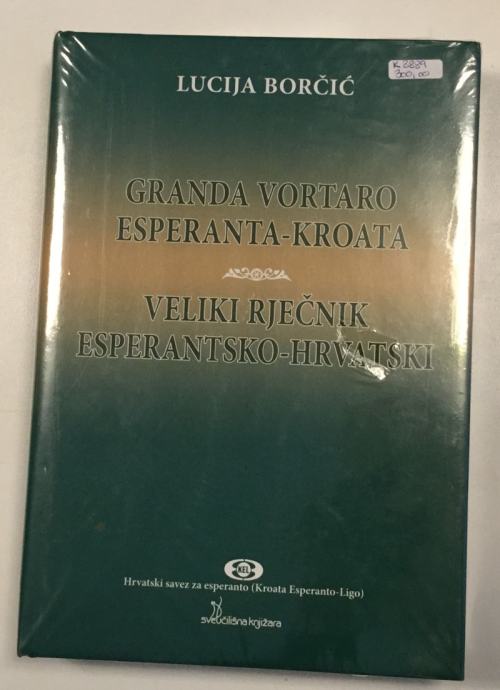 K 2889
300,00
LUCIJA BORČIĆ
GRANDA VORTARO
ESPERANTA-KROATA
VELIKI RJEČNIK
ESPERANTSKO-HRVATSKI
KEL
Hrvatski savez za esperanto (Kroata Esperanto-Ligo)
sveučilišna knjižara